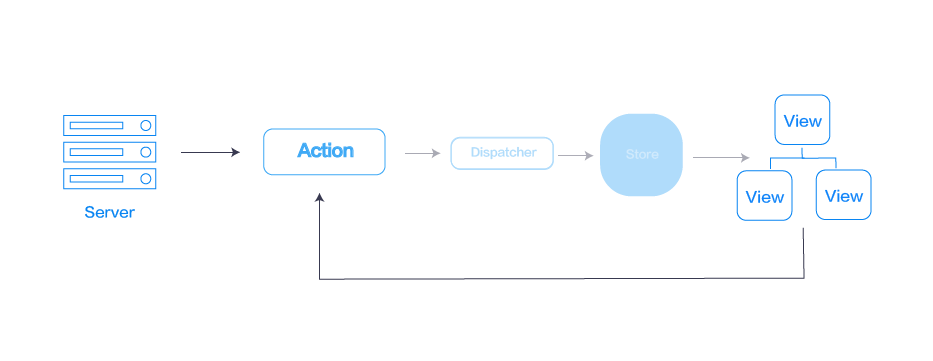 Server
Action
Dispatcher
Store
View
View
View